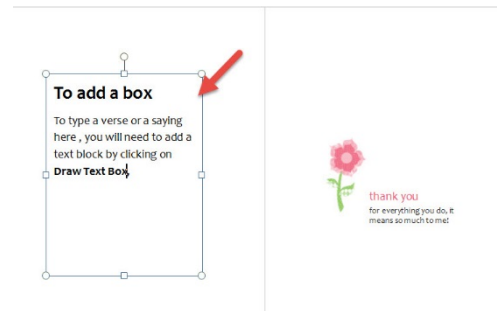 To add a box
To type a verse or a saying
here , you will need to add a
text block by clicking on
Draw Text Box.
thank you
for everything you do, it
means so much to me!